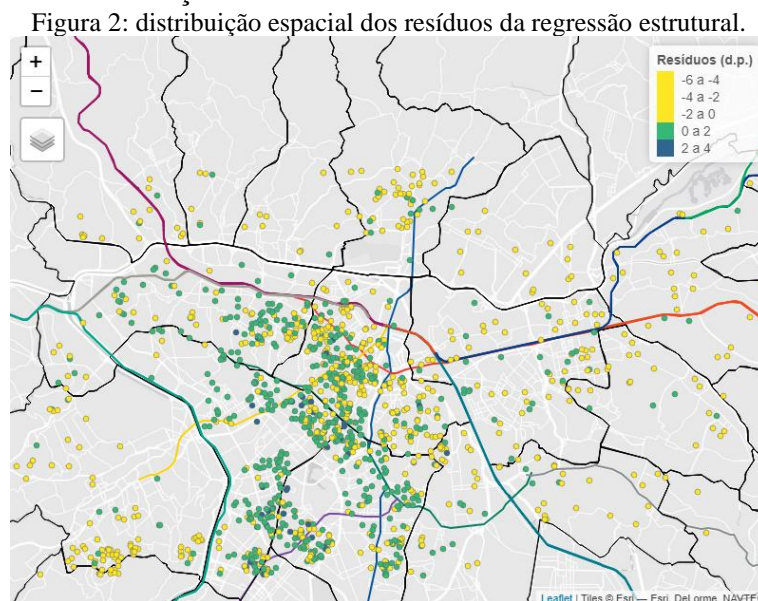 Figura 2: distribuição espacial dos resíduos da regressão estrutural.
+
−
Resíduos (d.p.)
-6 a -4
-4 a -2
-2 a 0
0 a 2
2 a 4
Leaflet | Tiles © Esri — Esri, DeLorme, NAVTEQ